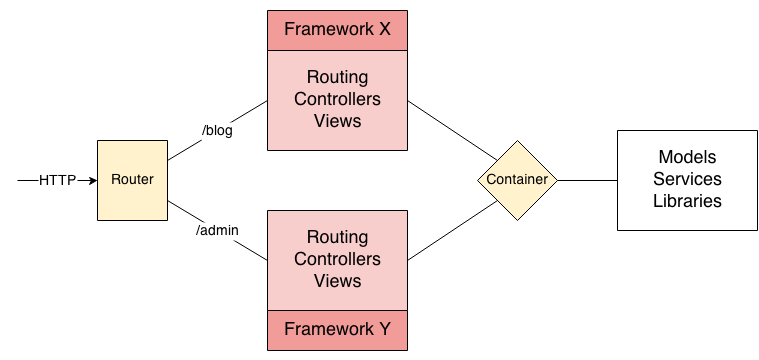 Framework X
Routing
Controllers
Views
/blog
HTTP
Router
Container
Models
Services
Libraries
/admin
Routing
Controllers
Views
Framework Y